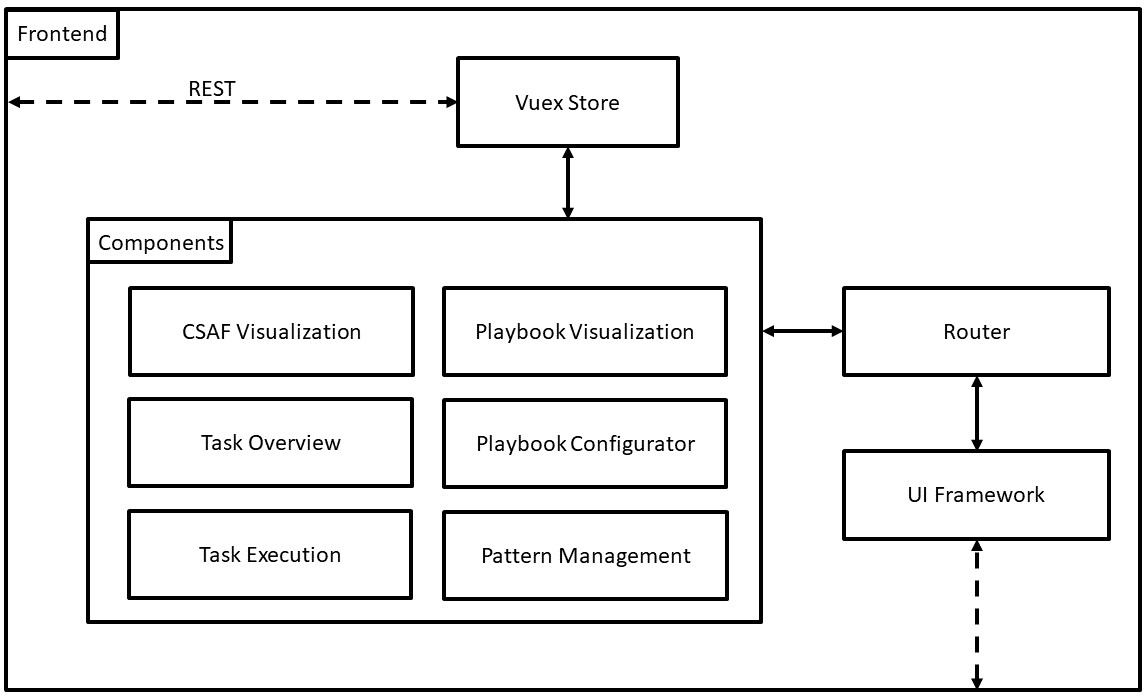 Frontend
REST
Vuex Store
Components
CSAF Visualization
Playbook Visualization
Router
Task Overview
Playbook Configurator
UI Framework
Task Execution
Pattern Management